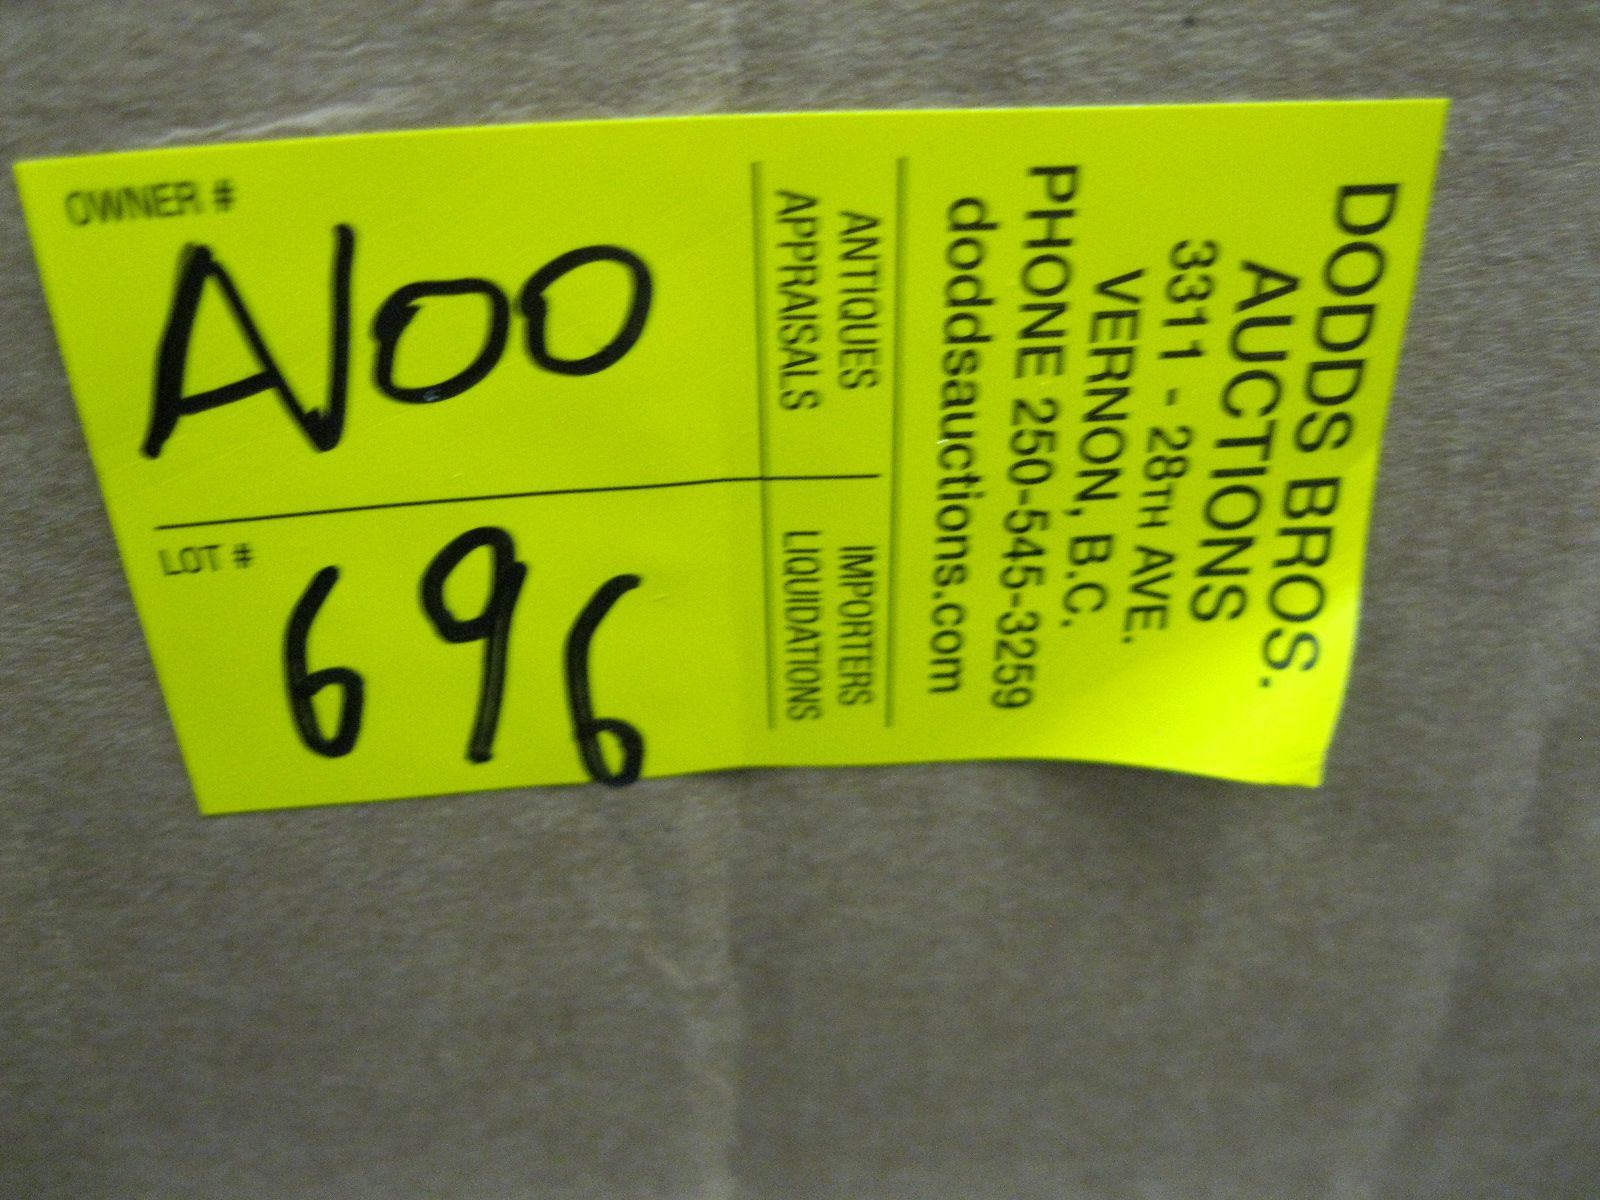 DODDS BROS.
AUCTIONS
3311 - 28TH AVE.
VERNON, B.C.
PHONE 250-545-3259
doddsauctions.com
ANTIQUES IMPORTERS
APPRAISALS LIQUIDATIONS
OWNER #
A100
LOT #
696